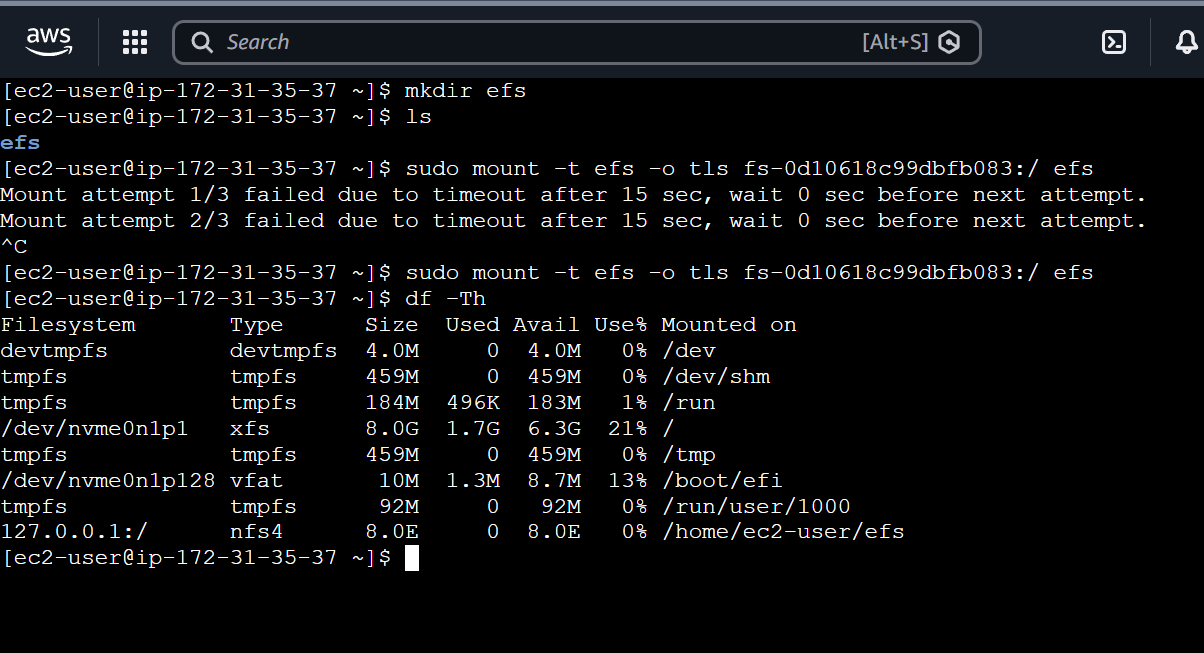 aws
Search [Alt+S]
[ec2-user@ip-172-31-35-37 ~]$ mkdir efs
[ec2-user@ip-172-31-35-37 ~]$ ls
efs
[ec2-user@ip-172-31-35-37 ~]$ sudo mount -t efs -o tls fs-0d10618c99dbfb083:/ efs
Mount attempt 1/3 failed due to timeout after 15 sec, wait 0 sec before next attempt.
Mount attempt 2/3 failed due to timeout after 15 sec, wait 0 sec before next attempt.
^C
[ec2-user@ip-172-31-35-37 ~]$ sudo mount -t efs -o tls fs-0d10618c99dbfb083:/ efs
[ec2-user@ip-172-31-35-37 ~]$ df -Th
Filesystem       Type      Size  Used Avail Use% Mounted on
devtmpfs         devtmpfs  4.0M     0  4.0M   0% /dev
tmpfs            tmpfs     459M     0  459M   0% /dev/shm
tmpfs            tmpfs     184M  496K  183M   1% /run
/dev/nvme0n1p1   xfs       8.0G  1.7G  6.3G  21% /
tmpfs            tmpfs     459M     0  459M   0% /tmp
/dev/nvme0n1p128 vfat       10M  1.3M  8.7M  13% /boot/efi
tmpfs            tmpfs      92M     0   92M   0% /run/user/1000
127.0.0.1:/      nfs4      8.0E     0  8.0E   0% /home/ec2-user/efs
[ec2-user@ip-172-31-35-37 ~]$